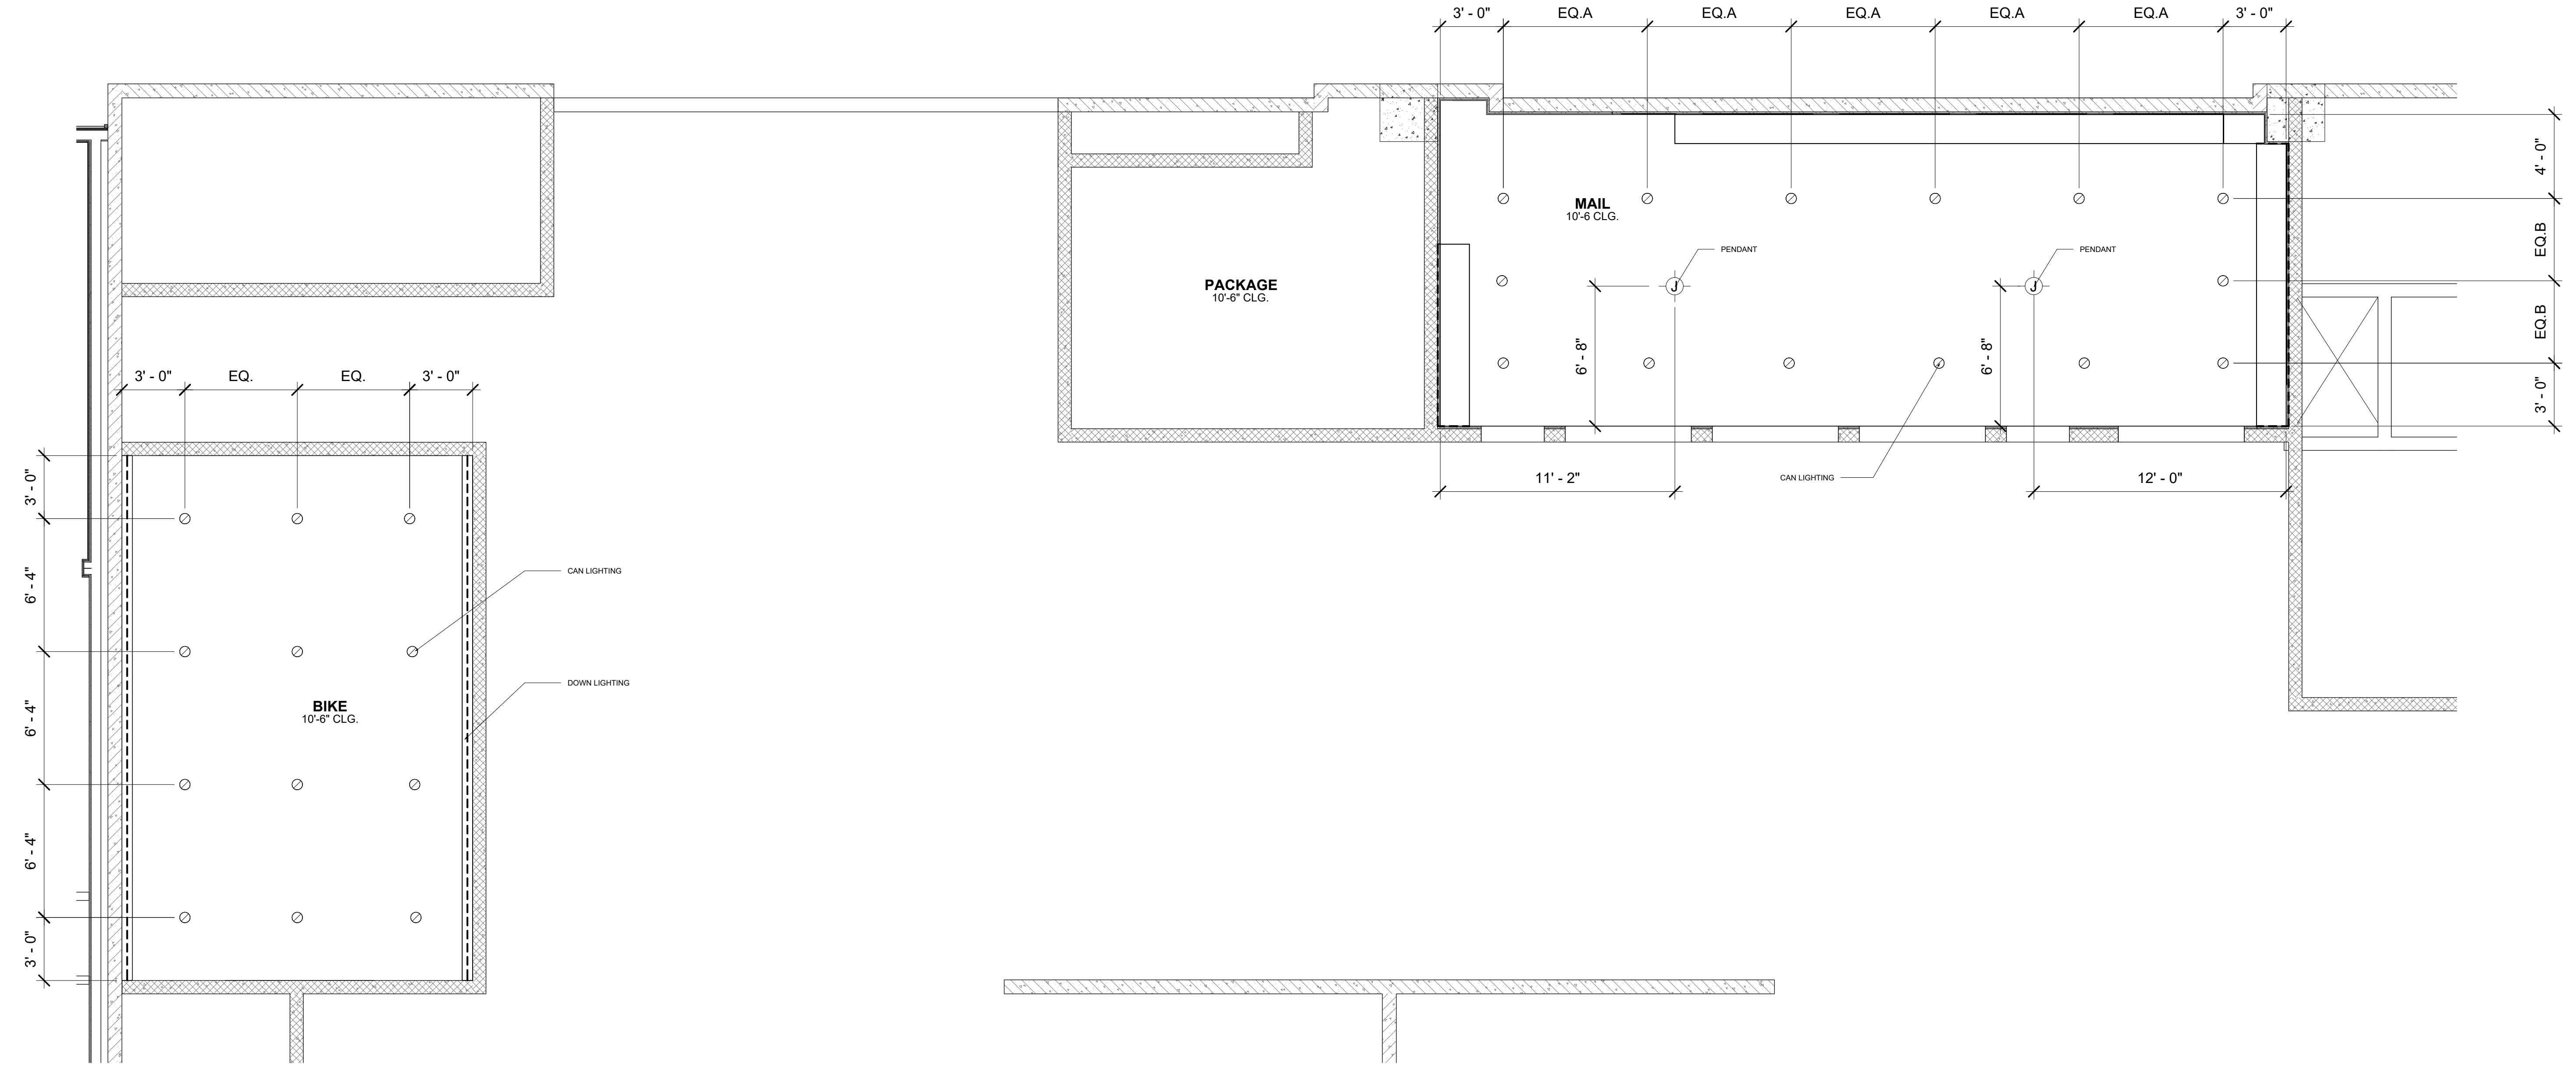 3' - 0" EQ.A EQ.A EQ.A EQ.A EQ.A 3' - 0"
4' - 0"
EQ.B
EQ.B
3' - 0"
MAIL
10'-6 CLG.
PENDANT
PENDANT
J
J
6' - 8"
6' - 8"
11' - 2"
12' - 0"
CAN LIGHTING
PACKAGE
10'-6" CLG.
3' - 0" EQ. EQ. 3' - 0"
3' - 0"
6' - 4"
6' - 4"
6' - 4"
3' - 0"
CAN LIGHTING
DOWN LIGHTING
BIKE
10'-6" CLG.